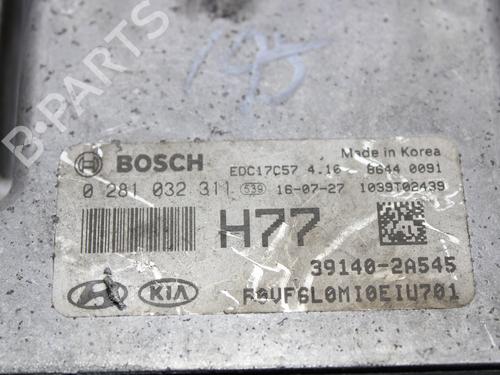 B-PARTS
105
BOSCH
EDC17C57 4.16
Made in Korea
8644 0091
0 281 032 311 539 16-07-27 1039T02439
H77
39140-2A545
KIA
R0VF6L0MI0EIU701